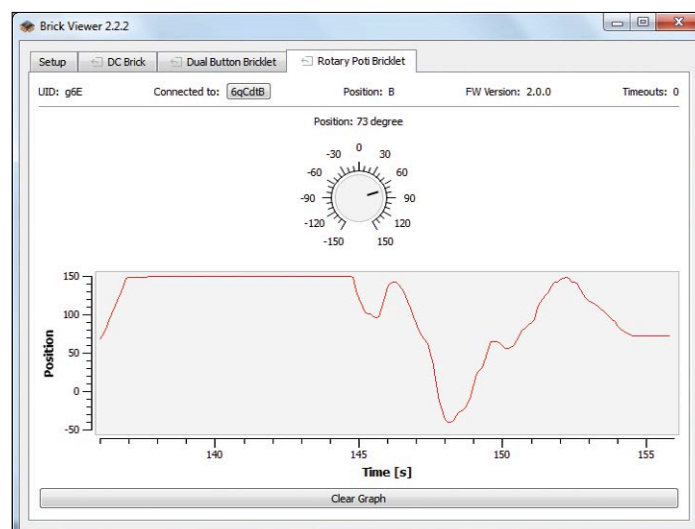 Brick Viewer 2.2.2
Setup DC Brick Dual Button Bricklet Rotary Poti Bricklet
UID: g6E Connected to: 6qCdtB Position: B FW Version: 2.0.0 Timeouts: 0
Position: 73 degree
0
-30 30
-60 60
-90 90
-120 120
-150 150
150
100
50
0
-50
Position
140 145 150 155
Time [s]
Clear Graph